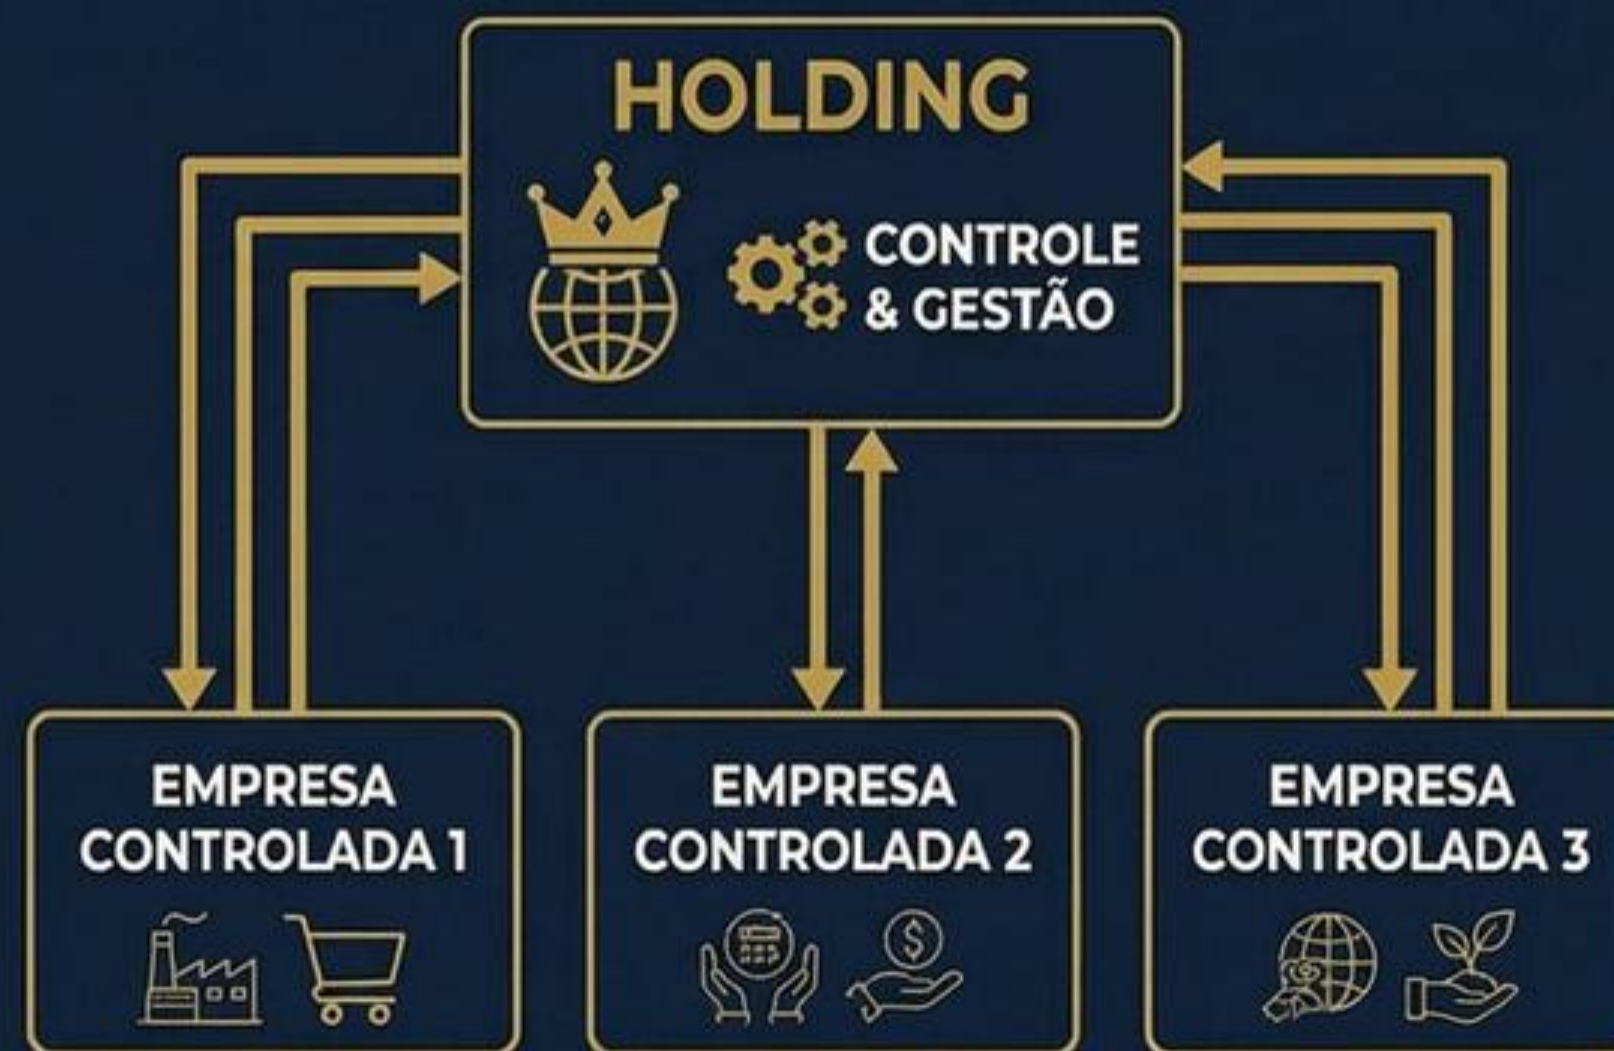 HOLDING
CONTROLE
& GESTÃO
EMPRESA
CONTROLADA 1
EMPRESA
CONTROLADA 2
EMPRESA
CONTROLADA 3
$